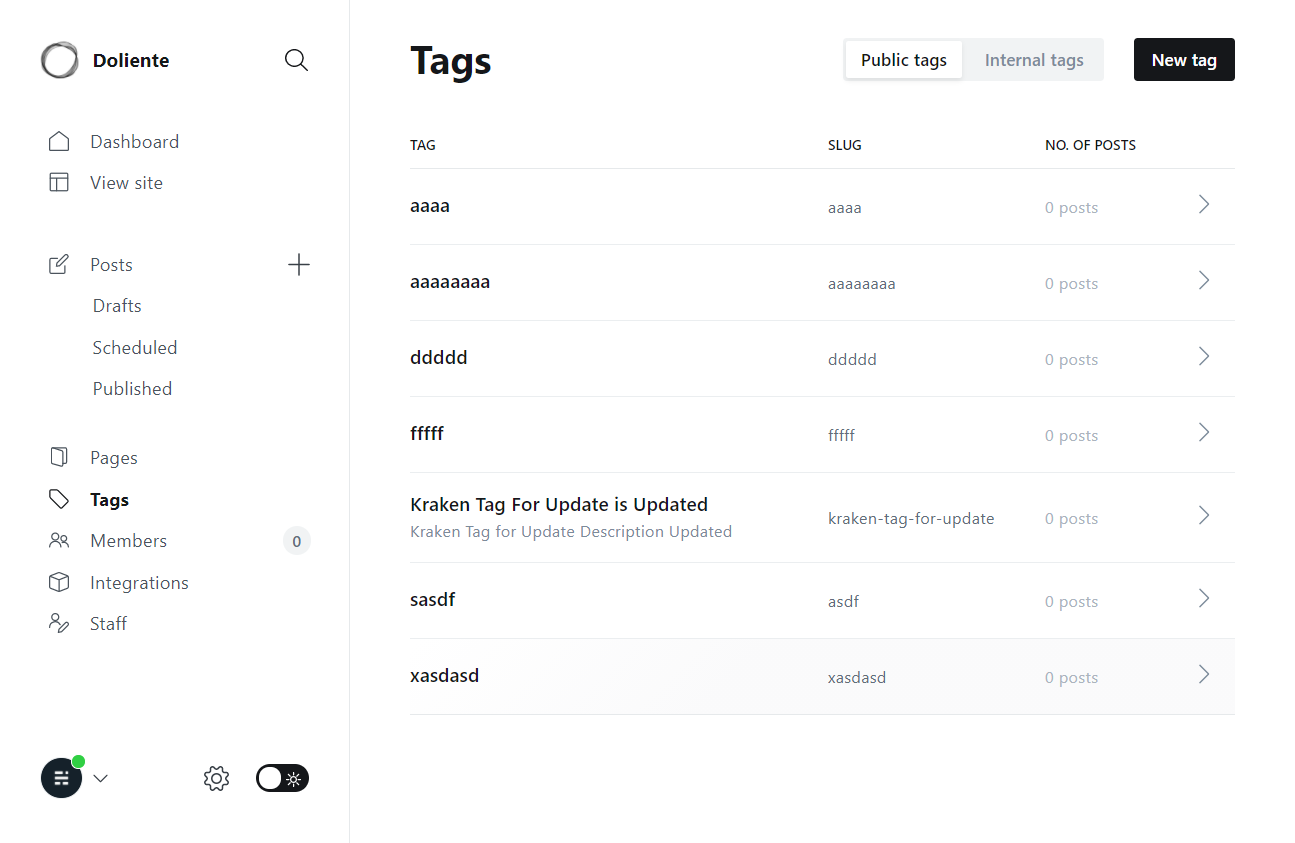 Doliente
Dashboard
View site
Posts
Drafts
Scheduled
Published
Pages
Tags
Members 0
Integrations
Staff
Tags
Public tags Internal tags New tag
TAG SLUG NO. OF POSTS
aaaa aaaa 0 posts
aaaaaaaa aaaaaaaa 0 posts
ddddd ddddd 0 posts
fffff fffff 0 posts
Kraken Tag For Update is Updated
Kraken Tag for Update Description Updated
kraken-tag-for-update 0 posts
sasdf asdf 0 posts
xasdasd xasdasd 0 posts